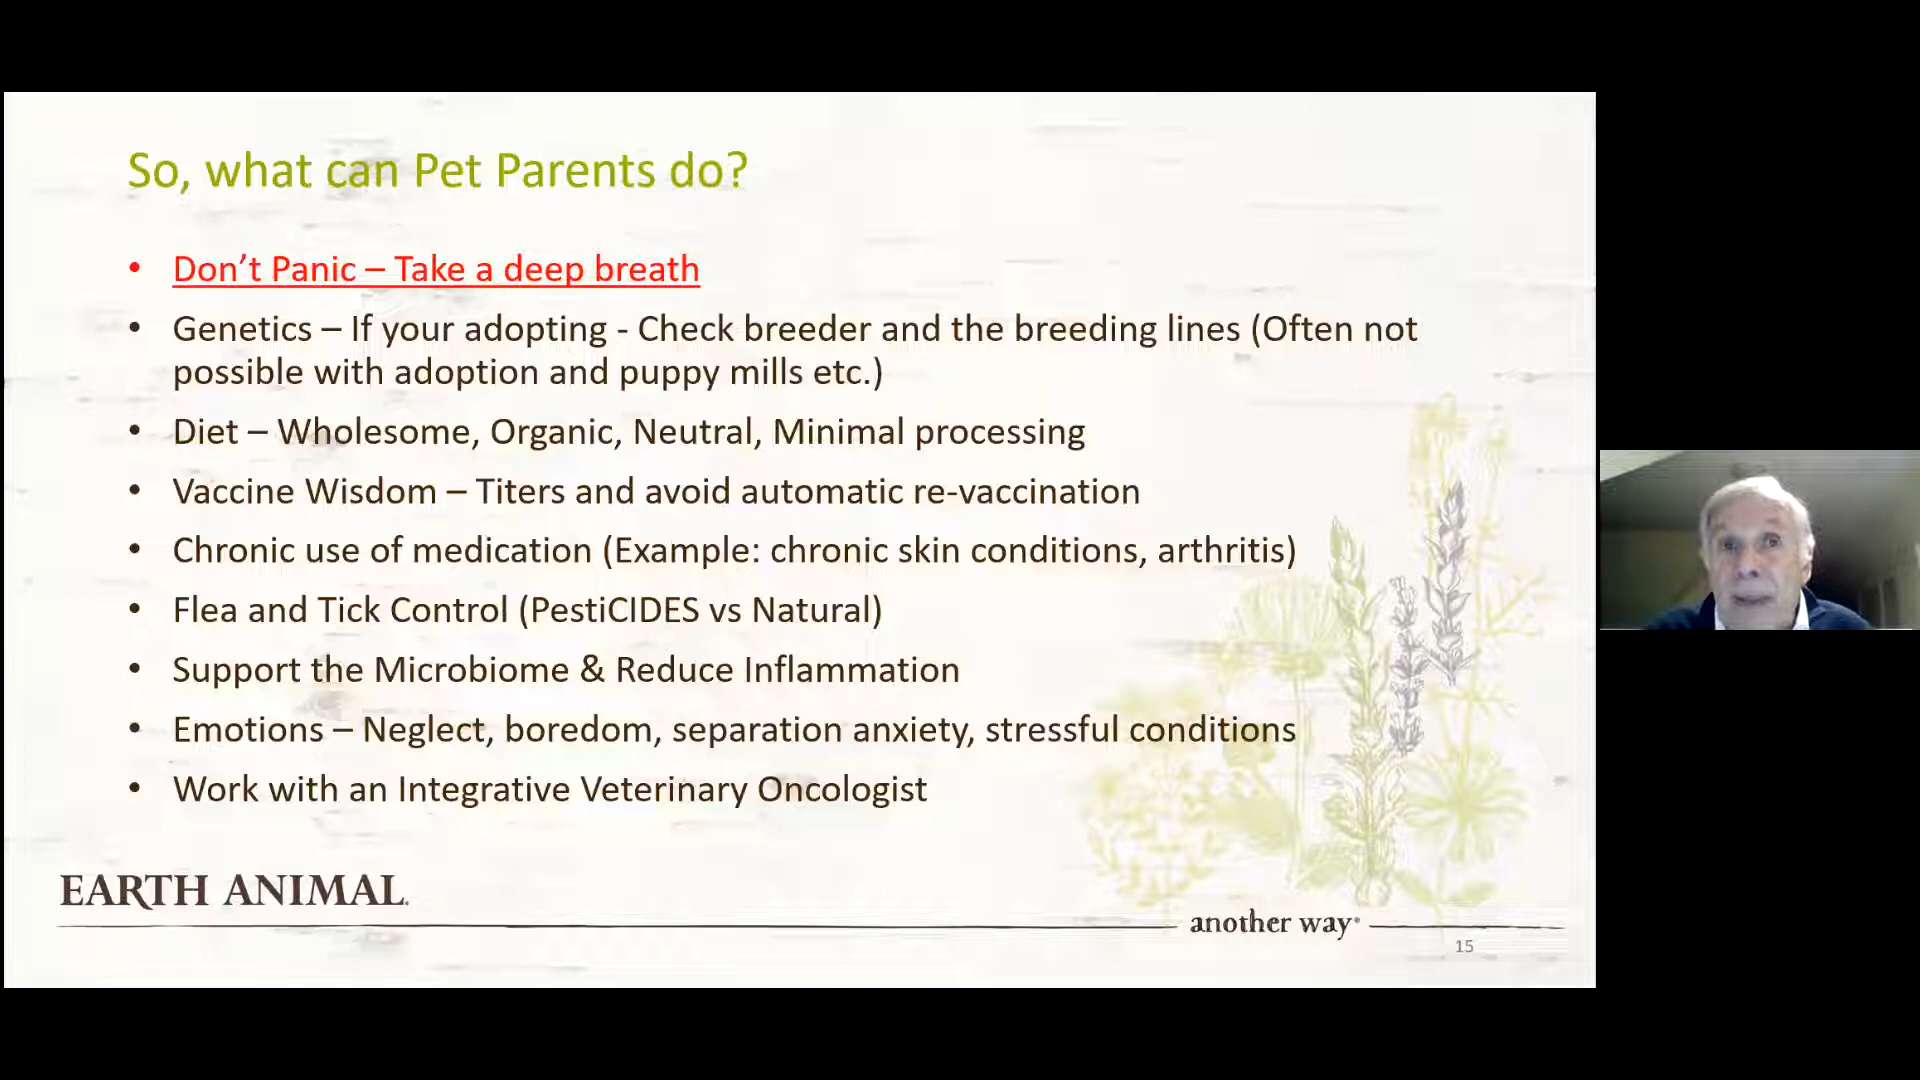 So, what can Pet Parents do?
• Don’t Panic – Take a deep breath
• Genetics – If your adopting - Check breeder and the breeding lines (Often not
possible with adoption and puppy mills etc.)
• Diet – Wholesome, Organic, Neutral, Minimal processing
• Vaccine Wisdom – Titers and avoid automatic re-vaccination
• Chronic use of medication (Example: chronic skin conditions, arthritis)
• Flea and Tick Control (PestiCIDES vs Natural)
• Support the Microbiome & Reduce Inflammation
• Emotions – Neglect, boredom, separation anxiety, stressful conditions
• Work with an Integrative Veterinary Oncologist
EARTH ANIMAL
another way®
15